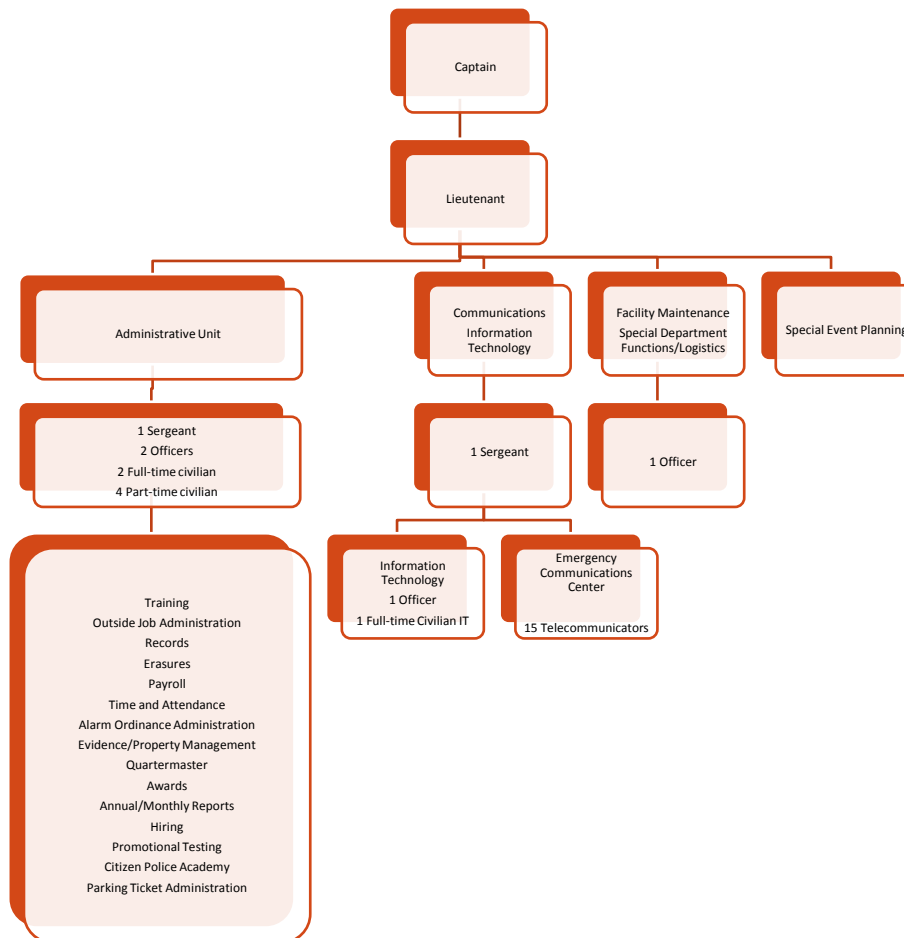 Captain
Lieutenant
Administrative Unit
Communications
Information
Technology
Facility Maintenance
Special Department
Functions/Logistics
Special Event Planning
1 Sergeant
2 Officers
2 Full-time civilian
4 Part-time civilian
1 Sergeant
1 Officer
Training
Outside Job Administration
Records
Erasures
Payroll
Time and Attendance
Alarm Ordinance Administration
Evidence/Property Management
Quartermaster
Awards
Annual/Monthly Reports
Hiring
Promotional Testing
Citizen Police Academy
Parking Ticket Administration
Information
Technology
1 Officer
1 Full-time Civilian IT
Emergency
Communications
Center
15 Telecommunicators